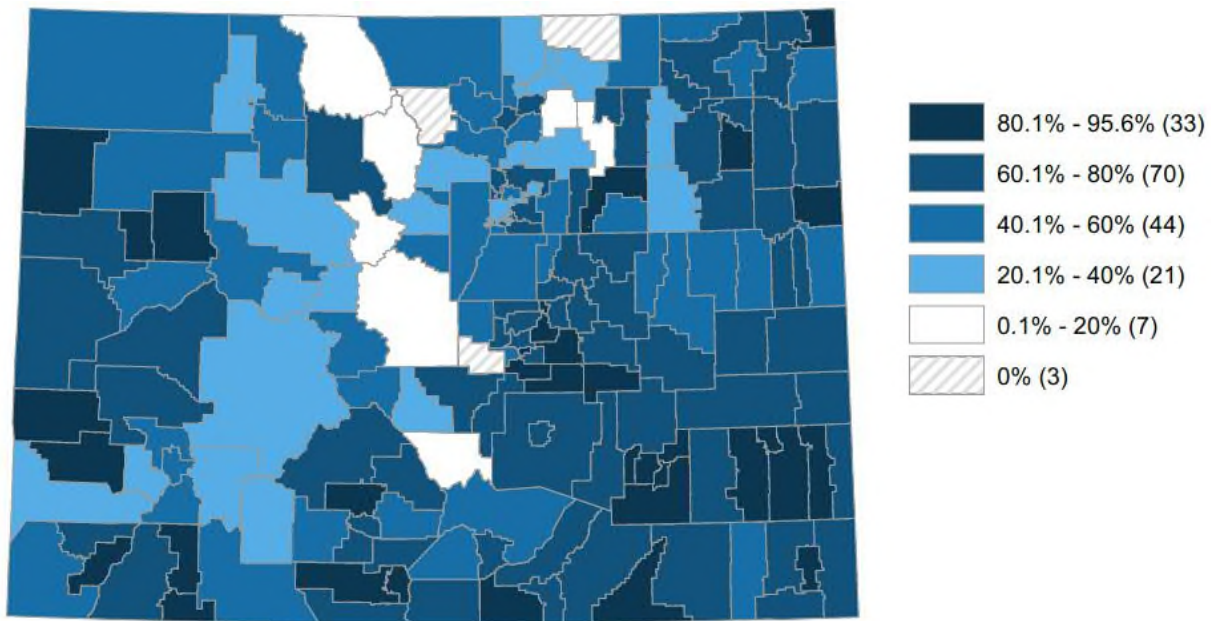 80.1% - 95.6% (33)
60.1% - 80% (70)
40.1% - 60% (44)
20.1% - 40% (21)
0.1% - 20% (7)
0% (3)